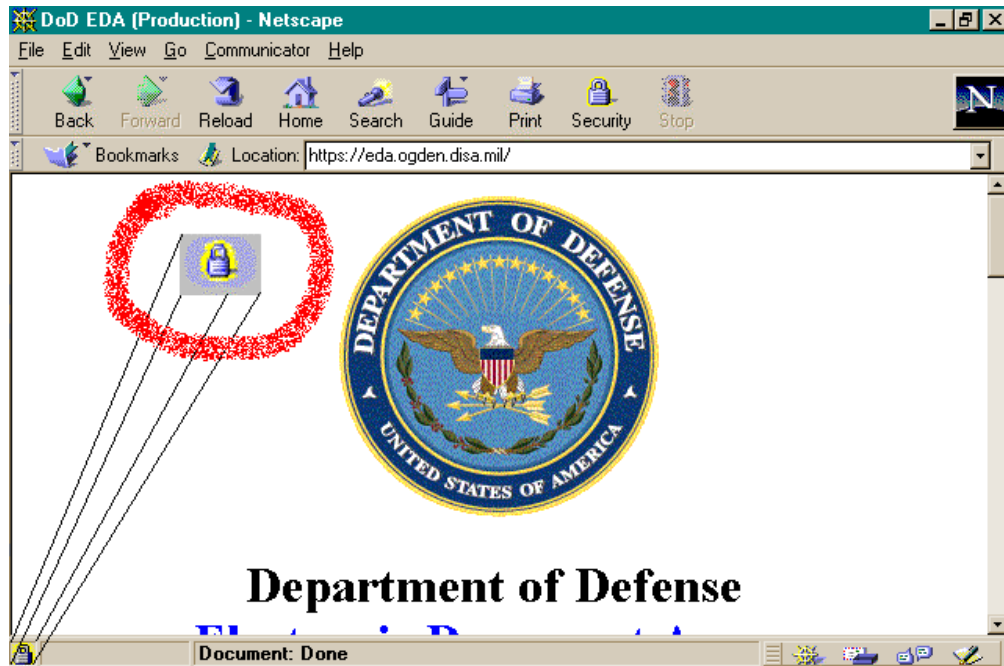 DoD EDA (Production) - Netscape
File Edit View Go Communicator Help
Back Forward Reload Home Search Guide Print Security Stop
N
Bookmarks Location: https://eda.ogden.disa.mil/
DEPARTMENT OF DEFENSE
UNITED STATES OF AMERICA
Department of Defense
Document: Done